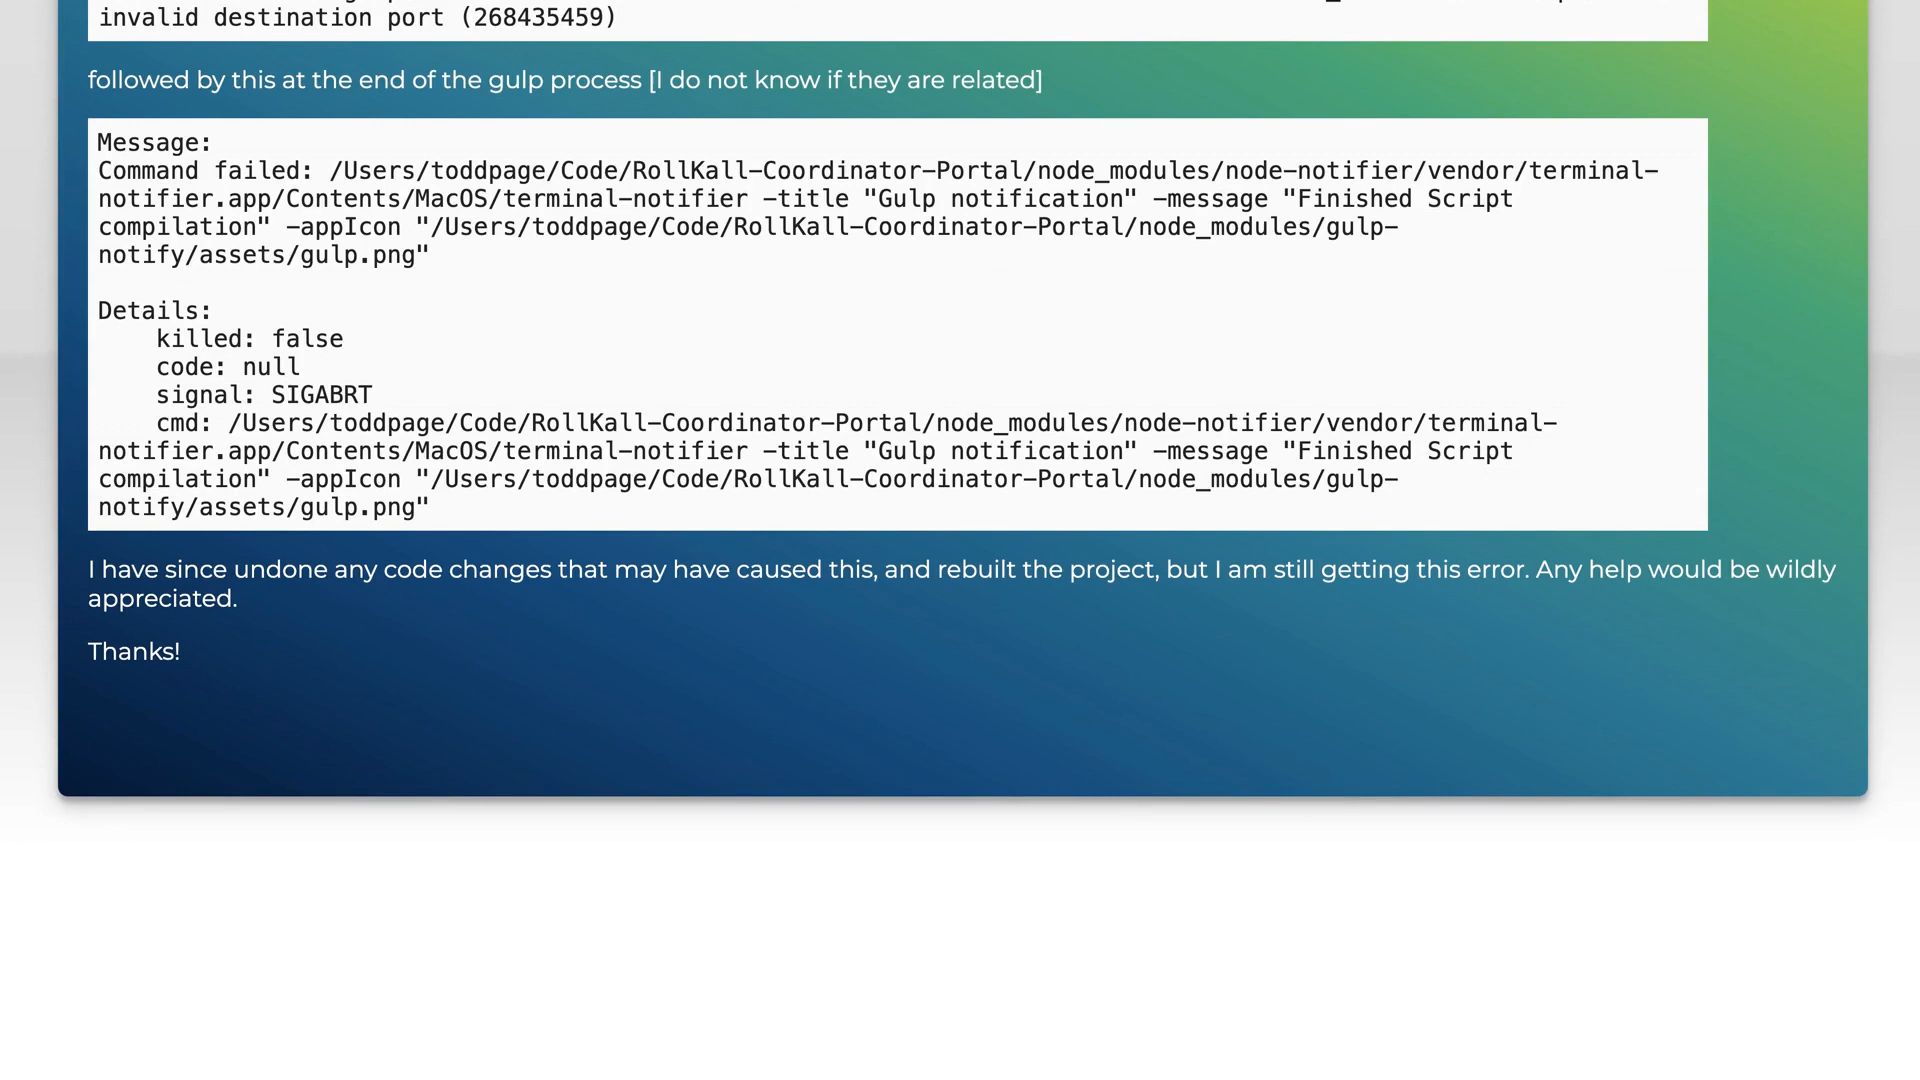 invalid destination port (268435459)
followed by this at the end of the gulp process [I do not know if they are related]
Message:
Command failed: /Users/toddpage/Code/RollKall-Coordinator-Portal/node_modules/node-notifier/vendor/terminal-
notifier.app/Contents/MacOS/terminal-notifier -title "Gulp notification" -message "Finished Script
compilation" -appIcon "/Users/toddpage/Code/RollKall-Coordinator-Portal/node_modules/gulp-
notify/assets/gulp.png"
Details:
killed: false
code: null
signal: SIGABRT
cmd: /Users/toddpage/Code/RollKall-Coordinator-Portal/node_modules/node-notifier/vendor/terminal-
notifier.app/Contents/MacOS/terminal-notifier -title "Gulp notification" -message "Finished Script
compilation" -appIcon "/Users/toddpage/Code/RollKall-Coordinator-Portal/node_modules/gulp-
notify/assets/gulp.png"
I have since undone any code changes that may have caused this, and rebuilt the project, but I am still getting this error. Any help would be wildly
appreciated.
Thanks!